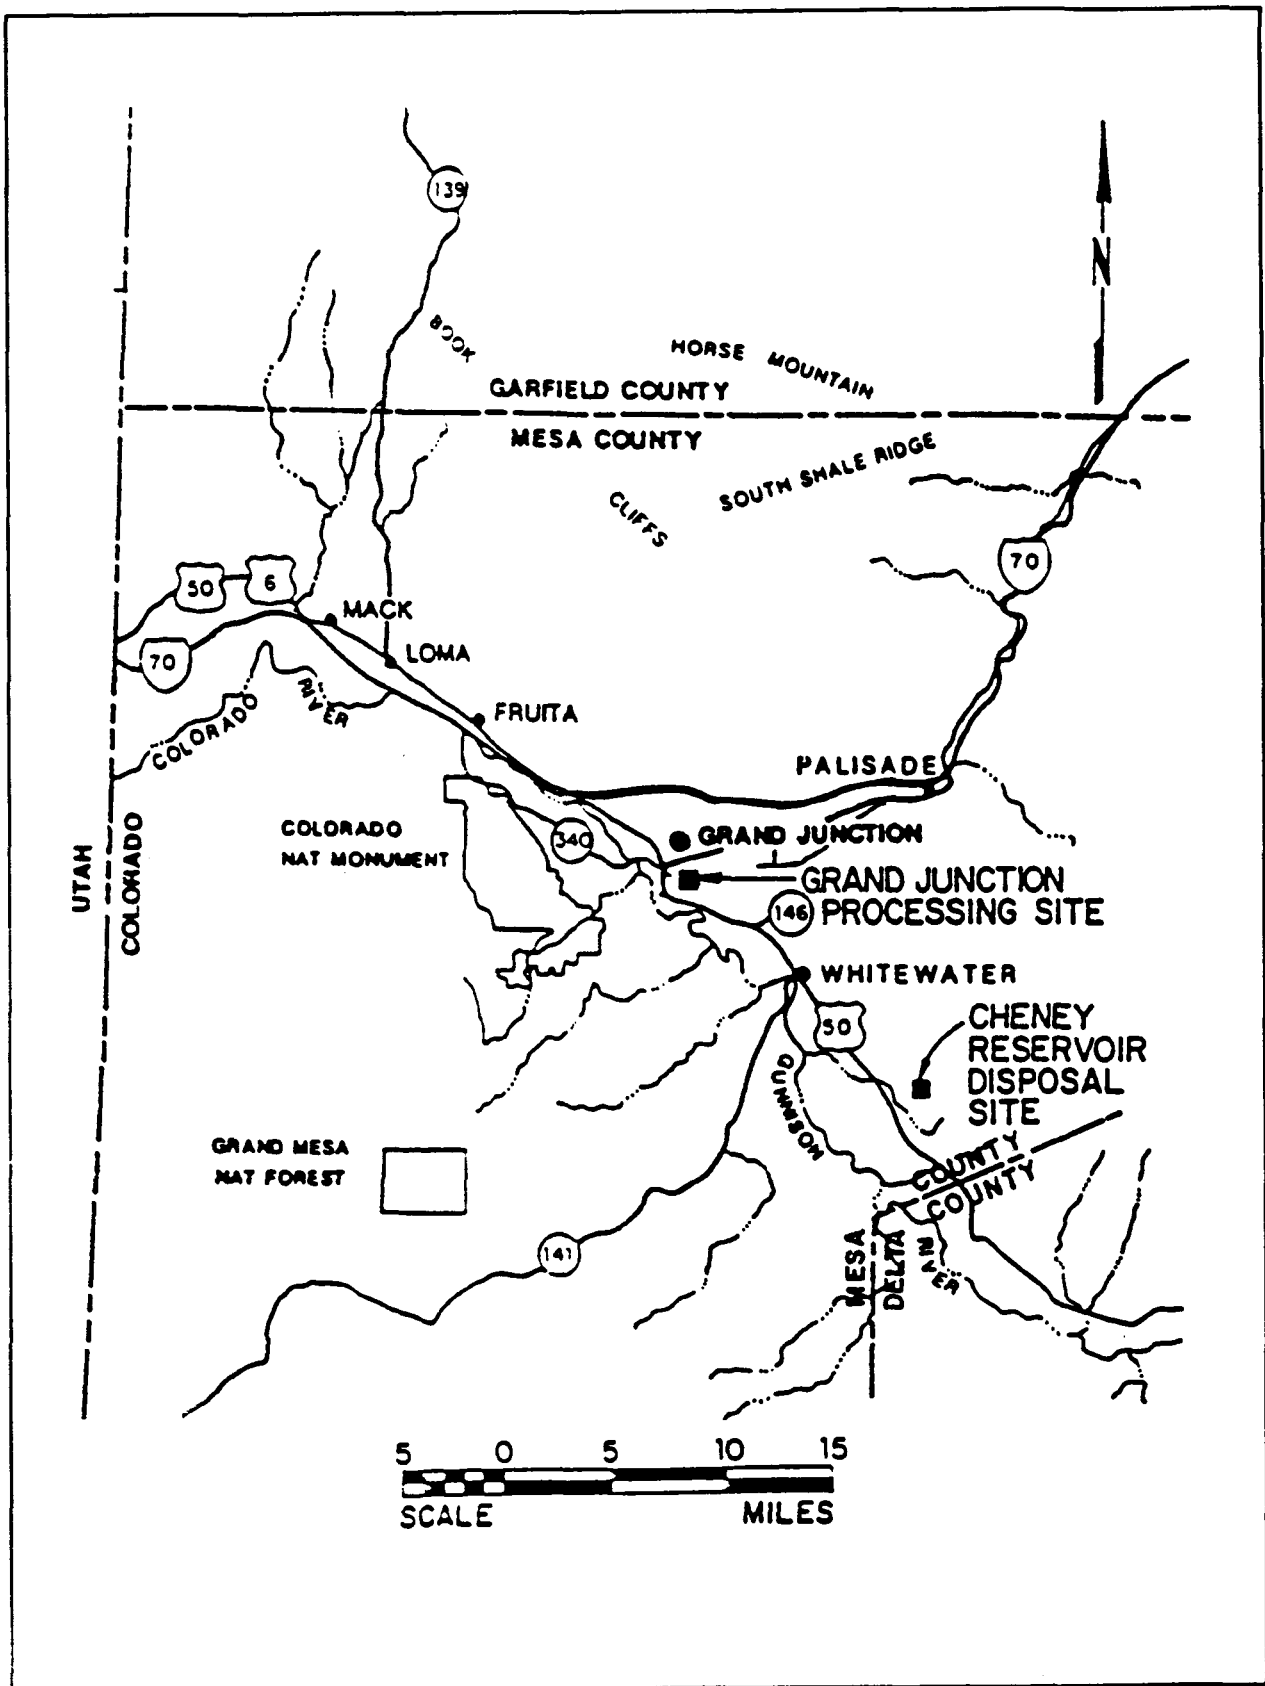 139
N
BOOK
HORSE MOUNTAIN
GARFIELD COUNTY
MESA COUNTY
SOUTH SHALE RIDGE
CLIFFS
70
50
6
MACK
70
LOMA
COLORADO RIVER
FRUITA
PALISADE
COLORADO
NAT MONUMENT
340
GRAND JUNCTION
GRAND JUNCTION
PROCESSING SITE
146
UTAH
COLORADO
WHITEWATER
50
CHENEY
RESERVOIR
DISPOSAL
SITE
GUNNISON
GRAND MESA
NAT FOREST
COUNTY
COUNTY
MESA
DELTA
RIVER
141
5 0 5 10 15
SCALE MILES